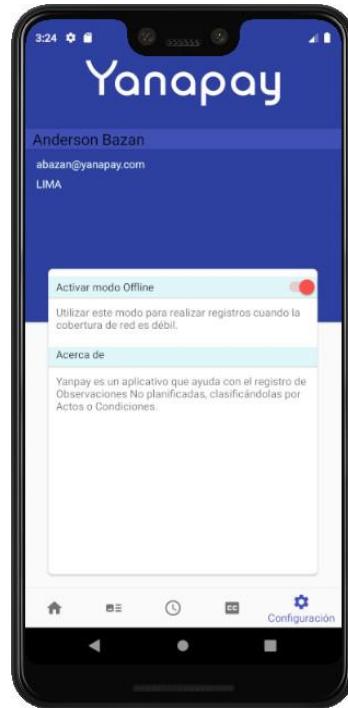 3:24
Yanapay
Anderson Bazan
abazan@yanapay.com
LIMA
Activar modo Offline
Utilizar este modo para realizar registros cuando la
cobertura de red es débil.
Acerca de
Yanpay es un aplicativo que ayuda con el registro de
Observaciones No planificadas, clasificándolas por
Actos o Condiciones.
CC
Configuración